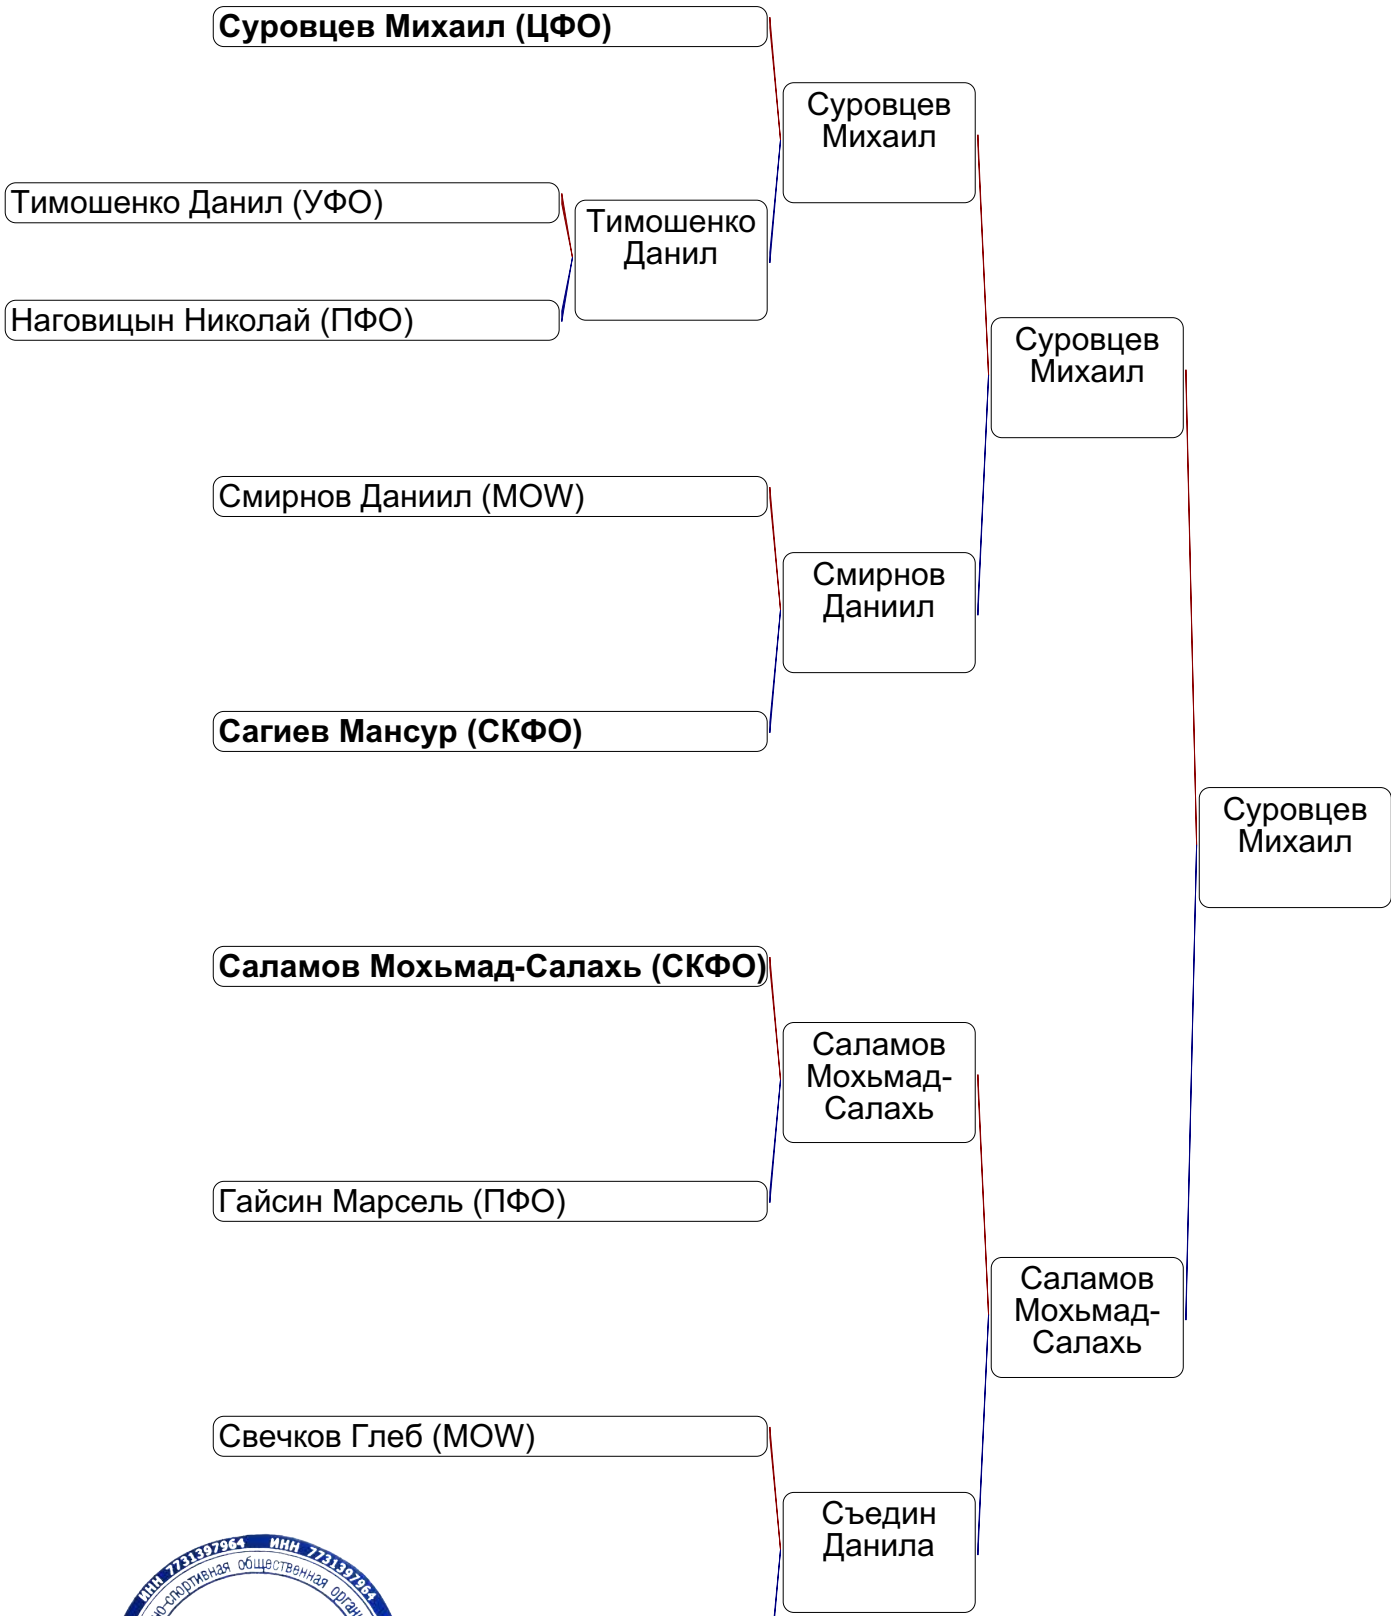 Суровцев Михаил (ЦФО)
Суровцев
Михаил
Тимошенко Данил (УФО)
Тимошенко
Данил
Наговицын Николай (ПФО)
Суровцев
Михаил
Смирнов Даниил (MOW)
Смирнов
Даниил
Сагиев Мансур (СКФО)
Суровцев
Михаил
Саламов Мохьмад-Салахь (СКФО)
Саламов
Мохьмад-
Салахь
Гайсин Марсель (ПФО)
Саламов
Мохьмад-
Салахь
Свечков Глеб (MOW)
Съедин
Данила
ИНН 7731397964 ИНН 7731397964
но-спортивная общественная органи